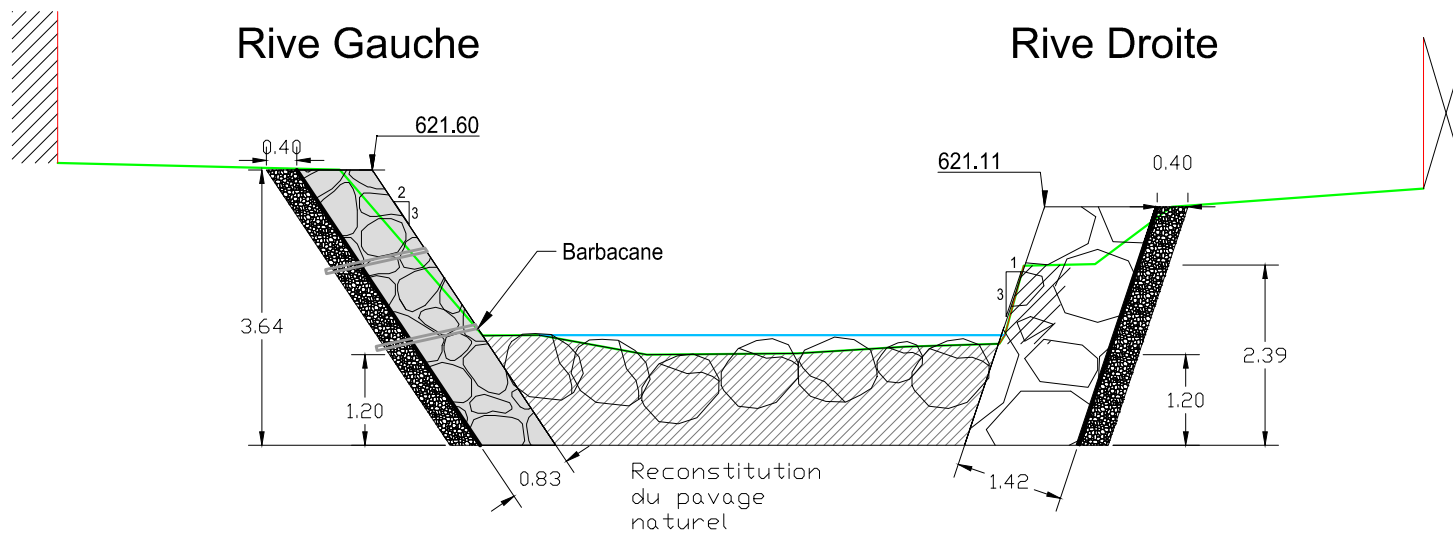 Rive Gauche
Rive Droite
621.60
0.40
621.11
0.40
2
3
Barbacane
1
3
3.64
2.39
1.20
1.20
0.83
1.42
Reconstitution
du pavage
naturel